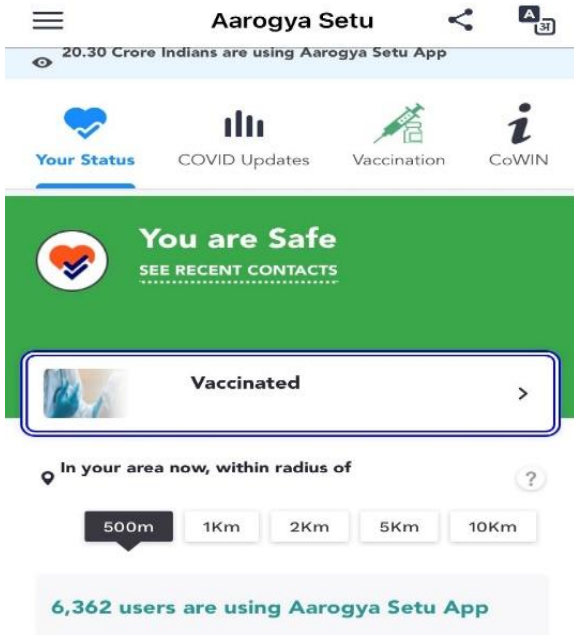 Aarogya Setu
A अ
20.30 Crore Indians are using Aarogya Setu App
Your Status COVID Updates Vaccination CoWIN
You are Safe
SEE RECENT CONTACTS
Vaccinated
In your area now, within radius of
?
500m 1Km 2Km 5Km 10Km
6,362 users are using Aarogya Setu App